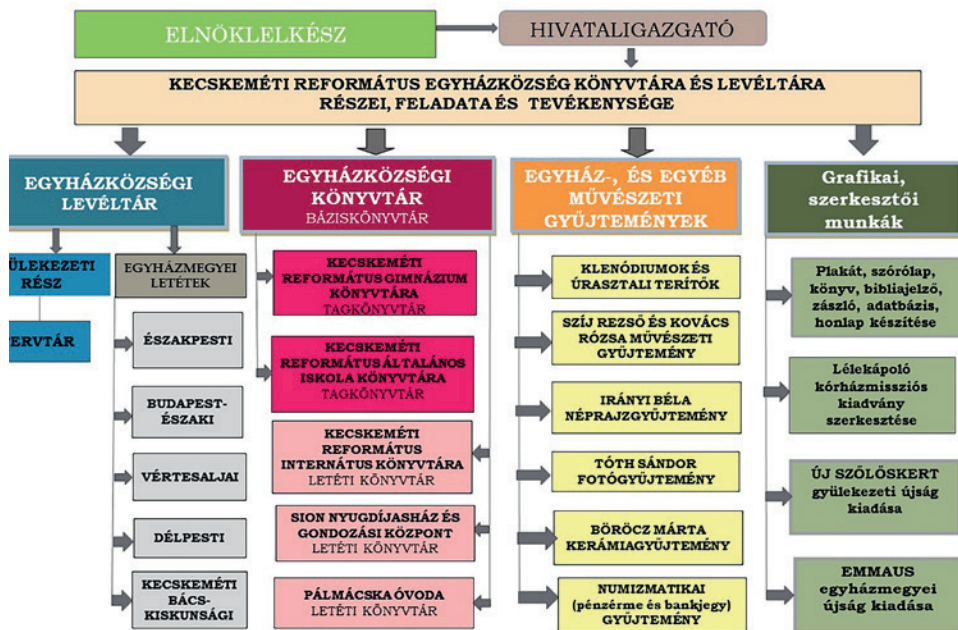 ELNÖKLELKÉSZ
HIVATALIGAZGATÓ
KECSKEMÉTI REFORMÁTUS EGYHÁZKÖZSÉG KÖNYVTÁRA ÉS LEVÉLTÁRA
RÉSZEI, FELADATA ÉS TEVÉKENYSÉGE
EGYHÁZKÖZSÉGI
LEVÉLTÁR
RÉSZ
EGYHÁZMEGYEI
LETÉTEK
ÉSZAKPESTI
BUDAPEST-
ÉSZAKI
VÉRTESALJAI
DÉLPESTI
KECSKEMÉTI
BÁCS-
KISKUNSÁGI
EGYHÁZKÖZSÉGI
KÖNYVTÁR
BÁZISKÖNYVTÁR
KECSKEMÉTI
REFORMÁTUS GIMNÁZIUM
KÖNYVTÁRA
TAGKÖNYVTÁR
KECSKEMÉTI
REFORMÁTUS ÁLTALÁNOS
ISKOLA KÖNYVTÁRA
TAGKÖNYVTÁR
KECSKEMÉTI
REFORMÁTUS
INTERNÁTUS KÖNYVTÁRA
LETÉTI KÖNYVTÁR
SION NYUGDÍJASHÁZ ÉS
GONDOZÁSI KÖZPONT
LETÉTI KÖNYVTÁR
PÁLMÁCSKA ÓVODA
LETÉTI KÖNYVTÁR
EGYHÁZ-, ÉS EGYÉB
MŰVÉSZETI
GYŰJTEMÉNYEK
KLENÓDIUMOK ÉS
ÚRASZTALI TERÍTŐK
SZÍJ REZSŐ ÉS KOVÁCS
RÓZSA MŰVÉSZETI
GYŰJTEMÉNY
IRÁNYI BÉLA
NÉPRAJZGYŰJTEMÉNY
TÓTH SÁNDOR
FOTÓGYŰJTEMÉNY
BÖRÖCZ MÁRTA
KERÁMIAGYŰJTEMÉNY
NUMIZMATIKAI
(pénzérme és bankjegy)
GYŰJTEMÉNY
Grafikai,
szerkesztői
munkák
Plakát, szórólap,
könyv, bibliajelző,
zászló, adatbázis,
honlap készítése
Lélekápoló
kórházmissziós
kiadvány
szerkesztése
ÚJ SZŐLŐSKERT
gyülekezeti újság
kiadása
EMMAUS
egyházmegyei
újság kiadása